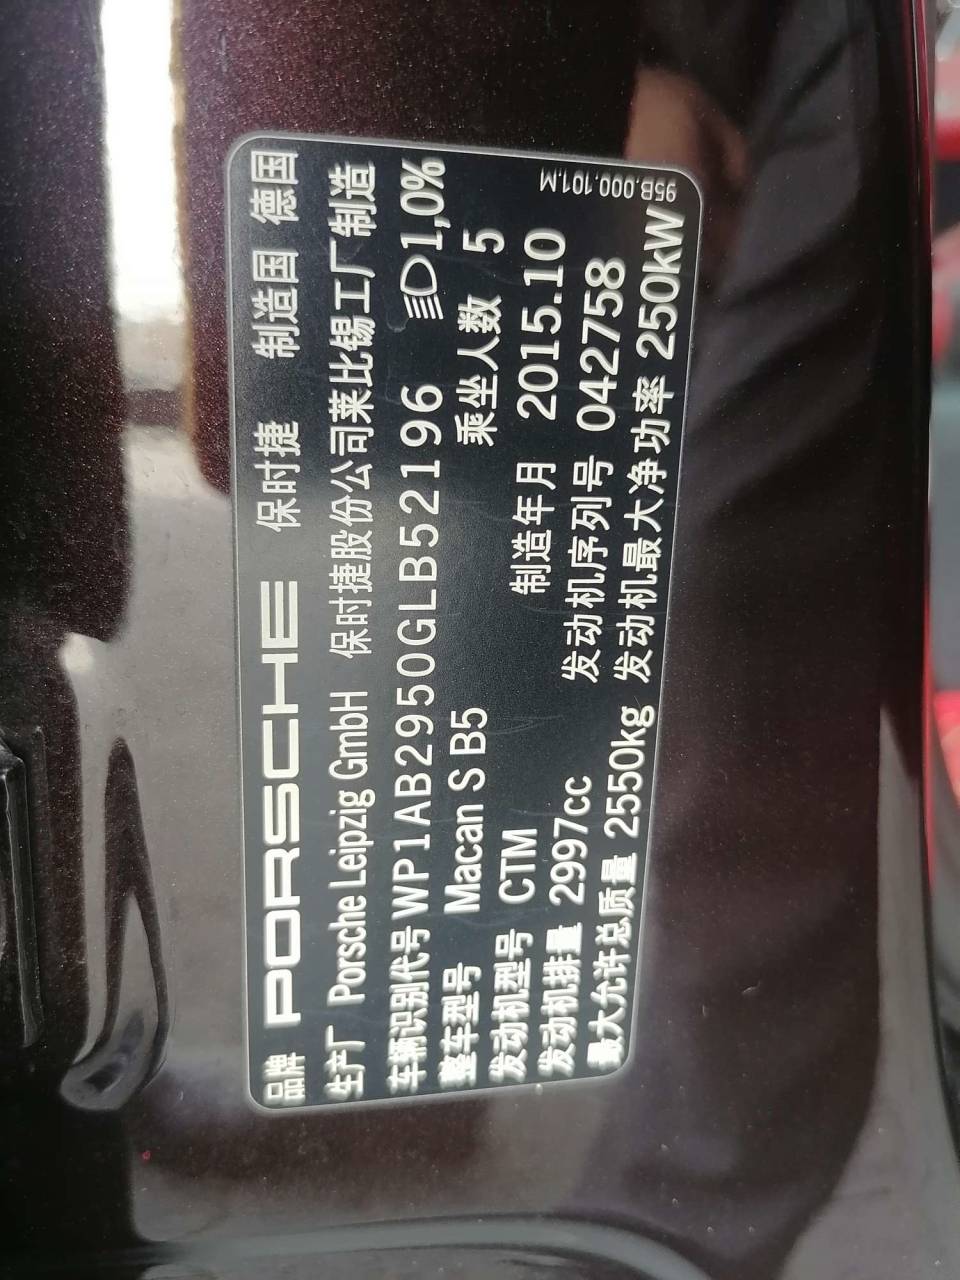 品牌 PORSCHE 保时捷 制造国 德国
生产厂 Porsche Leipzig GmbH 保时捷股份公司莱比锡工厂制造
车辆识别代号 WP1AB2950GLB52196 1,0%
整车型号 Macan S B5 乘坐人数 5
发动机型号 CTM 制造年月 2015.10
发动机排量 2997cc 发动机序列号 042758
最大允许总质量 2550kg 发动机最大净功率 250kW
95B.000.101.M